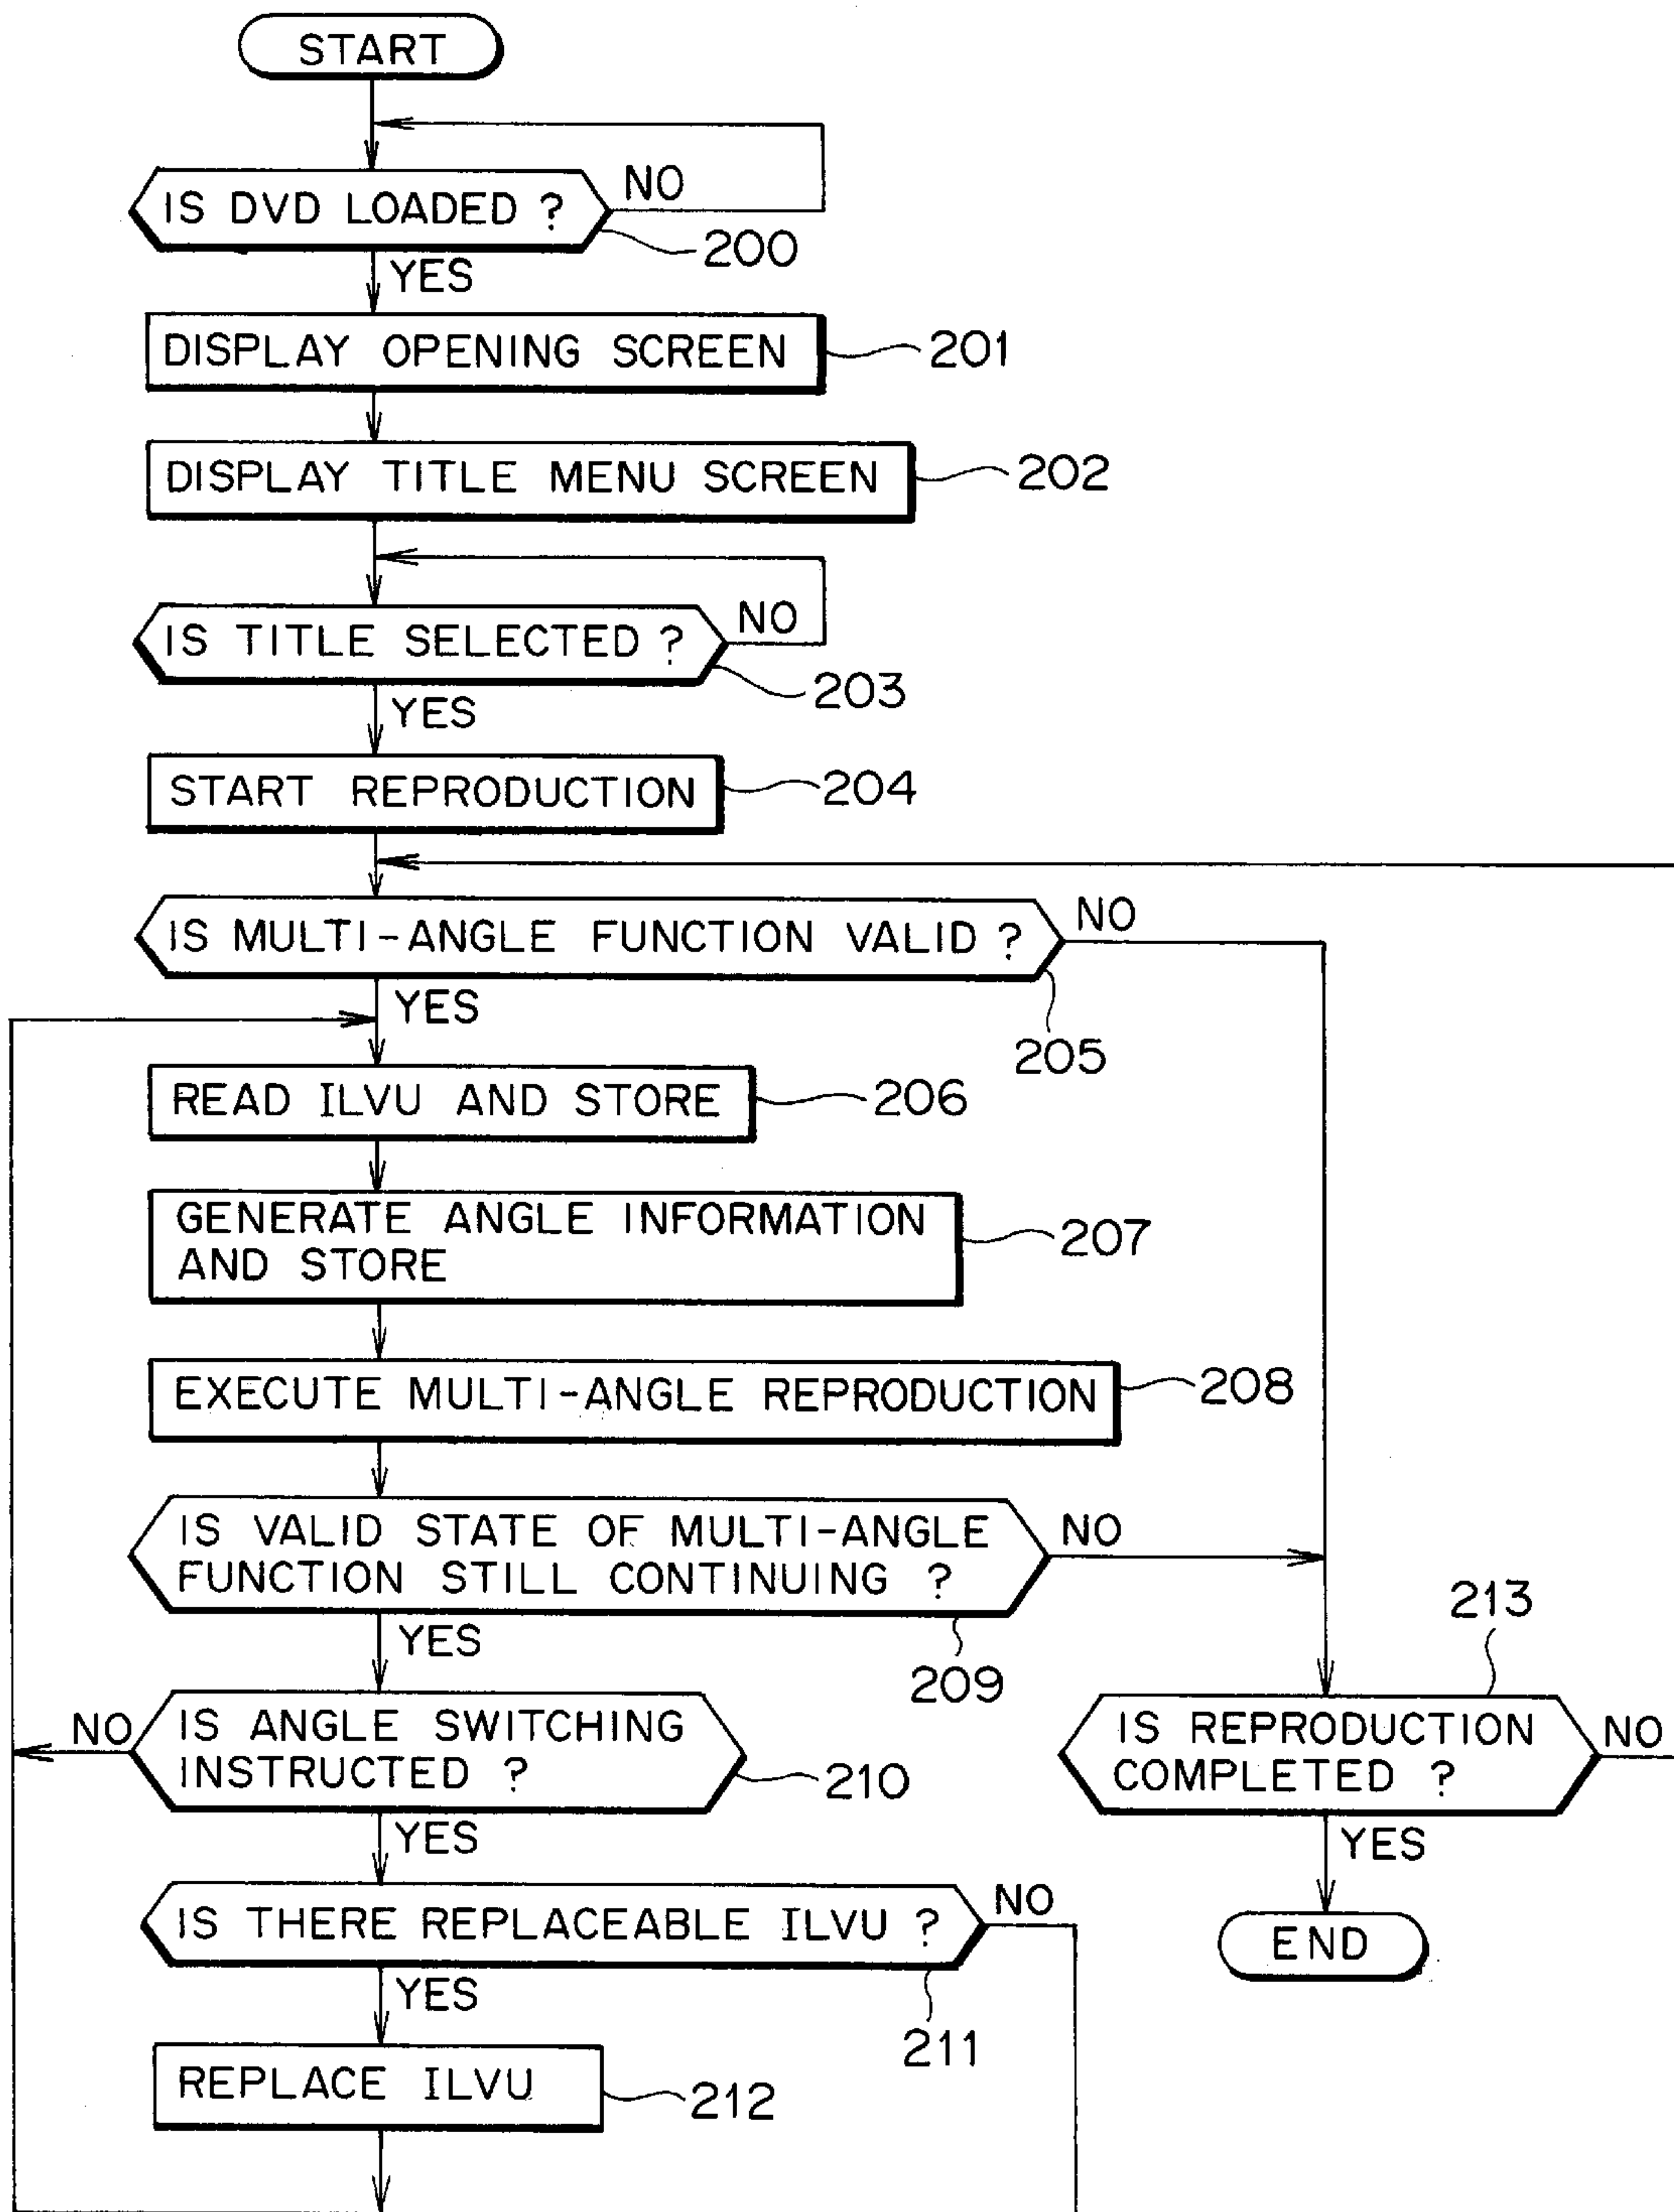 START
IS DVD LOADED ?
NO
200
YES
DISPLAY OPENING SCREEN
201
DISPLAY TITLE MENU SCREEN
202
IS TITLE SELECTED ?
NO
203
YES
START REPRODUCTION
204
IS MULTI-ANGLE FUNCTION VALID ?
NO
YES
205
READ ILVU AND STORE
206
GENERATE ANGLE INFORMATION
AND STORE
207
EXECUTE MULTI-ANGLE REPRODUCTION
208
IS VALID STATE OF MULTI-ANGLE
FUNCTION STILL CONTINUING ?
NO
YES
209
213
NO
IS ANGLE SWITCHING
INSTRUCTED ?
210
IS REPRODUCTION
COMPLETED ?
NO
YES
YES
IS THERE REPLACEABLE ILVU ?
NO
END
YES
211
REPLACE ILVU
212